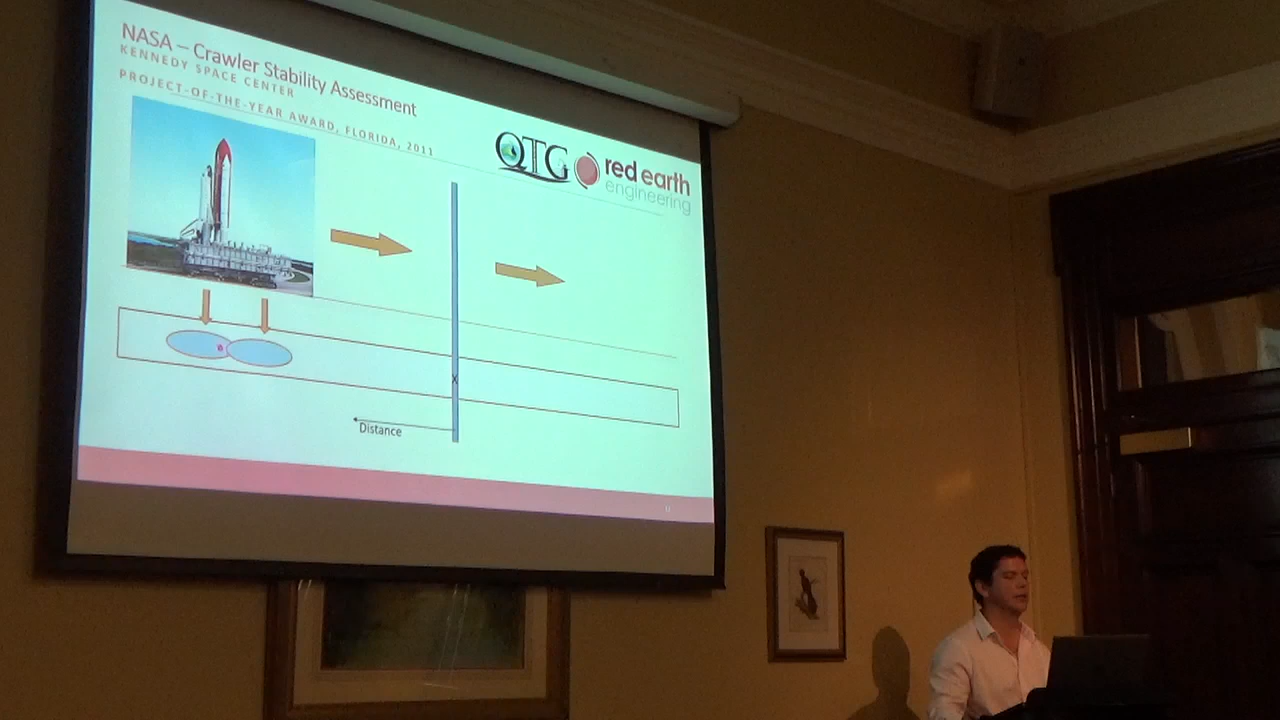 NASA – Crawler Stability Assessment
KENNEDY SPACE CENTER
PROJECT-OF-THE-YEAR AWARD, FLORIDA, 2011
QTG
red earth
engineering
X
Distance